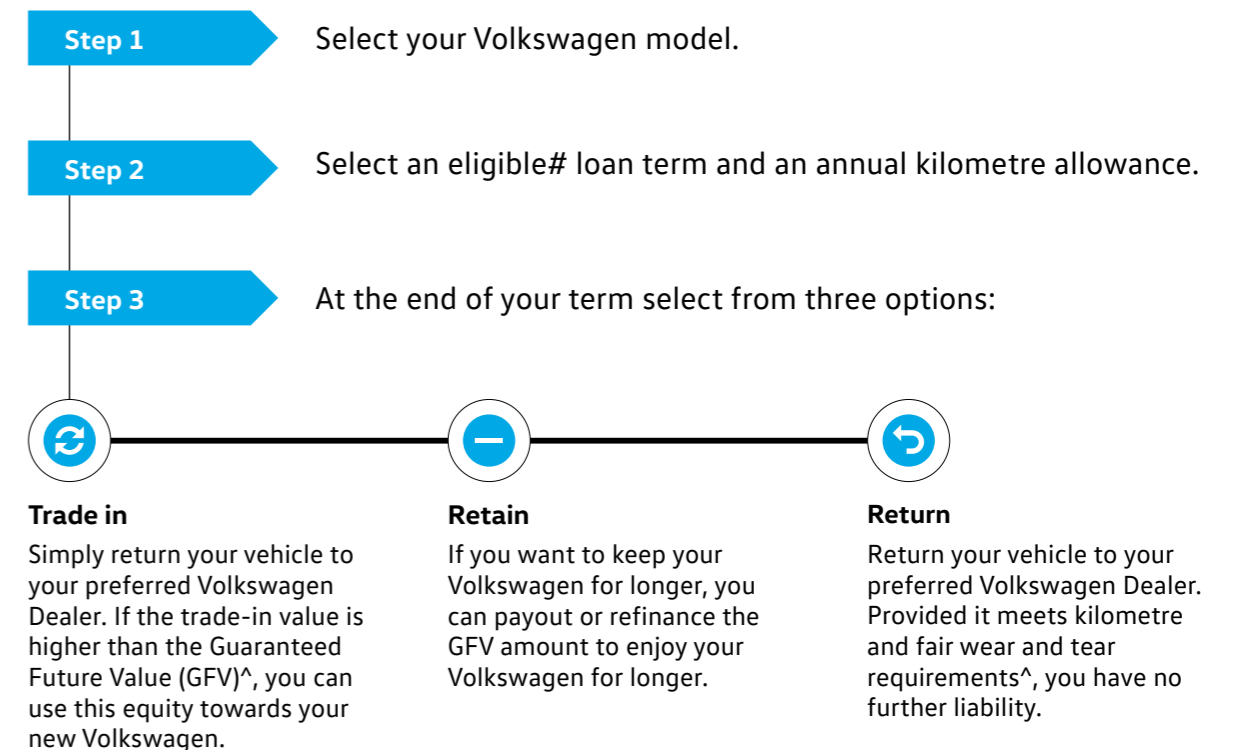 Step 1
Select your Volkswagen model.
Step 2
Select an eligible# loan term and an annual kilometre allowance.
Step 3
At the end of your term select from three options:
Trade in
Simply return your vehicle to
your preferred Volkswagen
Dealer. If the trade-in value is
higher than the Guaranteed
Future Value (GFV)^, you can
use this equity towards your
new Volkswagen.
Retain
If you want to keep your
Volkswagen for longer, you
can payout or refinance the
GFV amount to enjoy your
Volkswagen for longer.
Return
Return your vehicle to your
preferred Volkswagen Dealer.
Provided it meets kilometre
and fair wear and tear
requirements^, you have no
further liability.